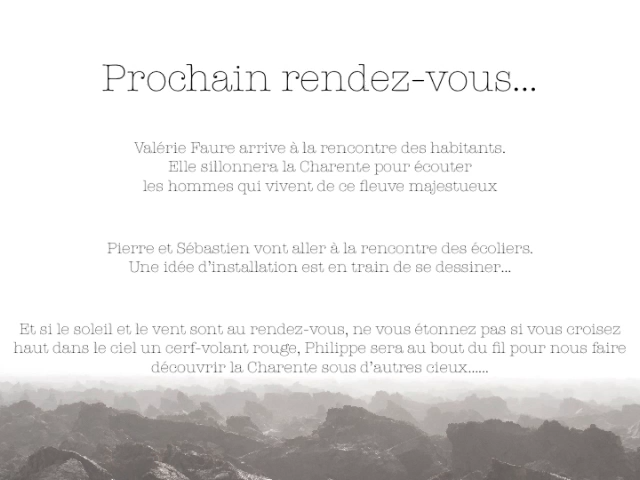 Prochain rendez-vous...
Valérie Faure arrive à la rencontre des habitants.
Elle sillonnera la Charente pour écouter
les hommes qui vivent de ce fleuve majestueux
Pierre et Sébastien vont aller à la rencontre des écoliers.
Une idée d'installation est en train de se dessiner...
Et si le soleil et le vent sont au rendez-vous, ne vous étonnez pas si vous croisez
haut dans le ciel un cerf-volant rouge, Philippe sera au bout du fil pour nous faire
découvrir la Charente sous d'autres cieux......